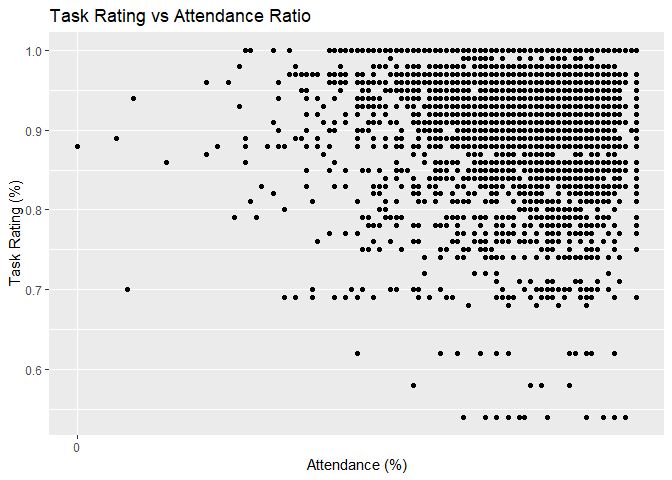 Task Rating vs Attendance Ratio
1.0
0.9
0.8
0.7
0.6
Task Rating (%)
0
Attendance (%)